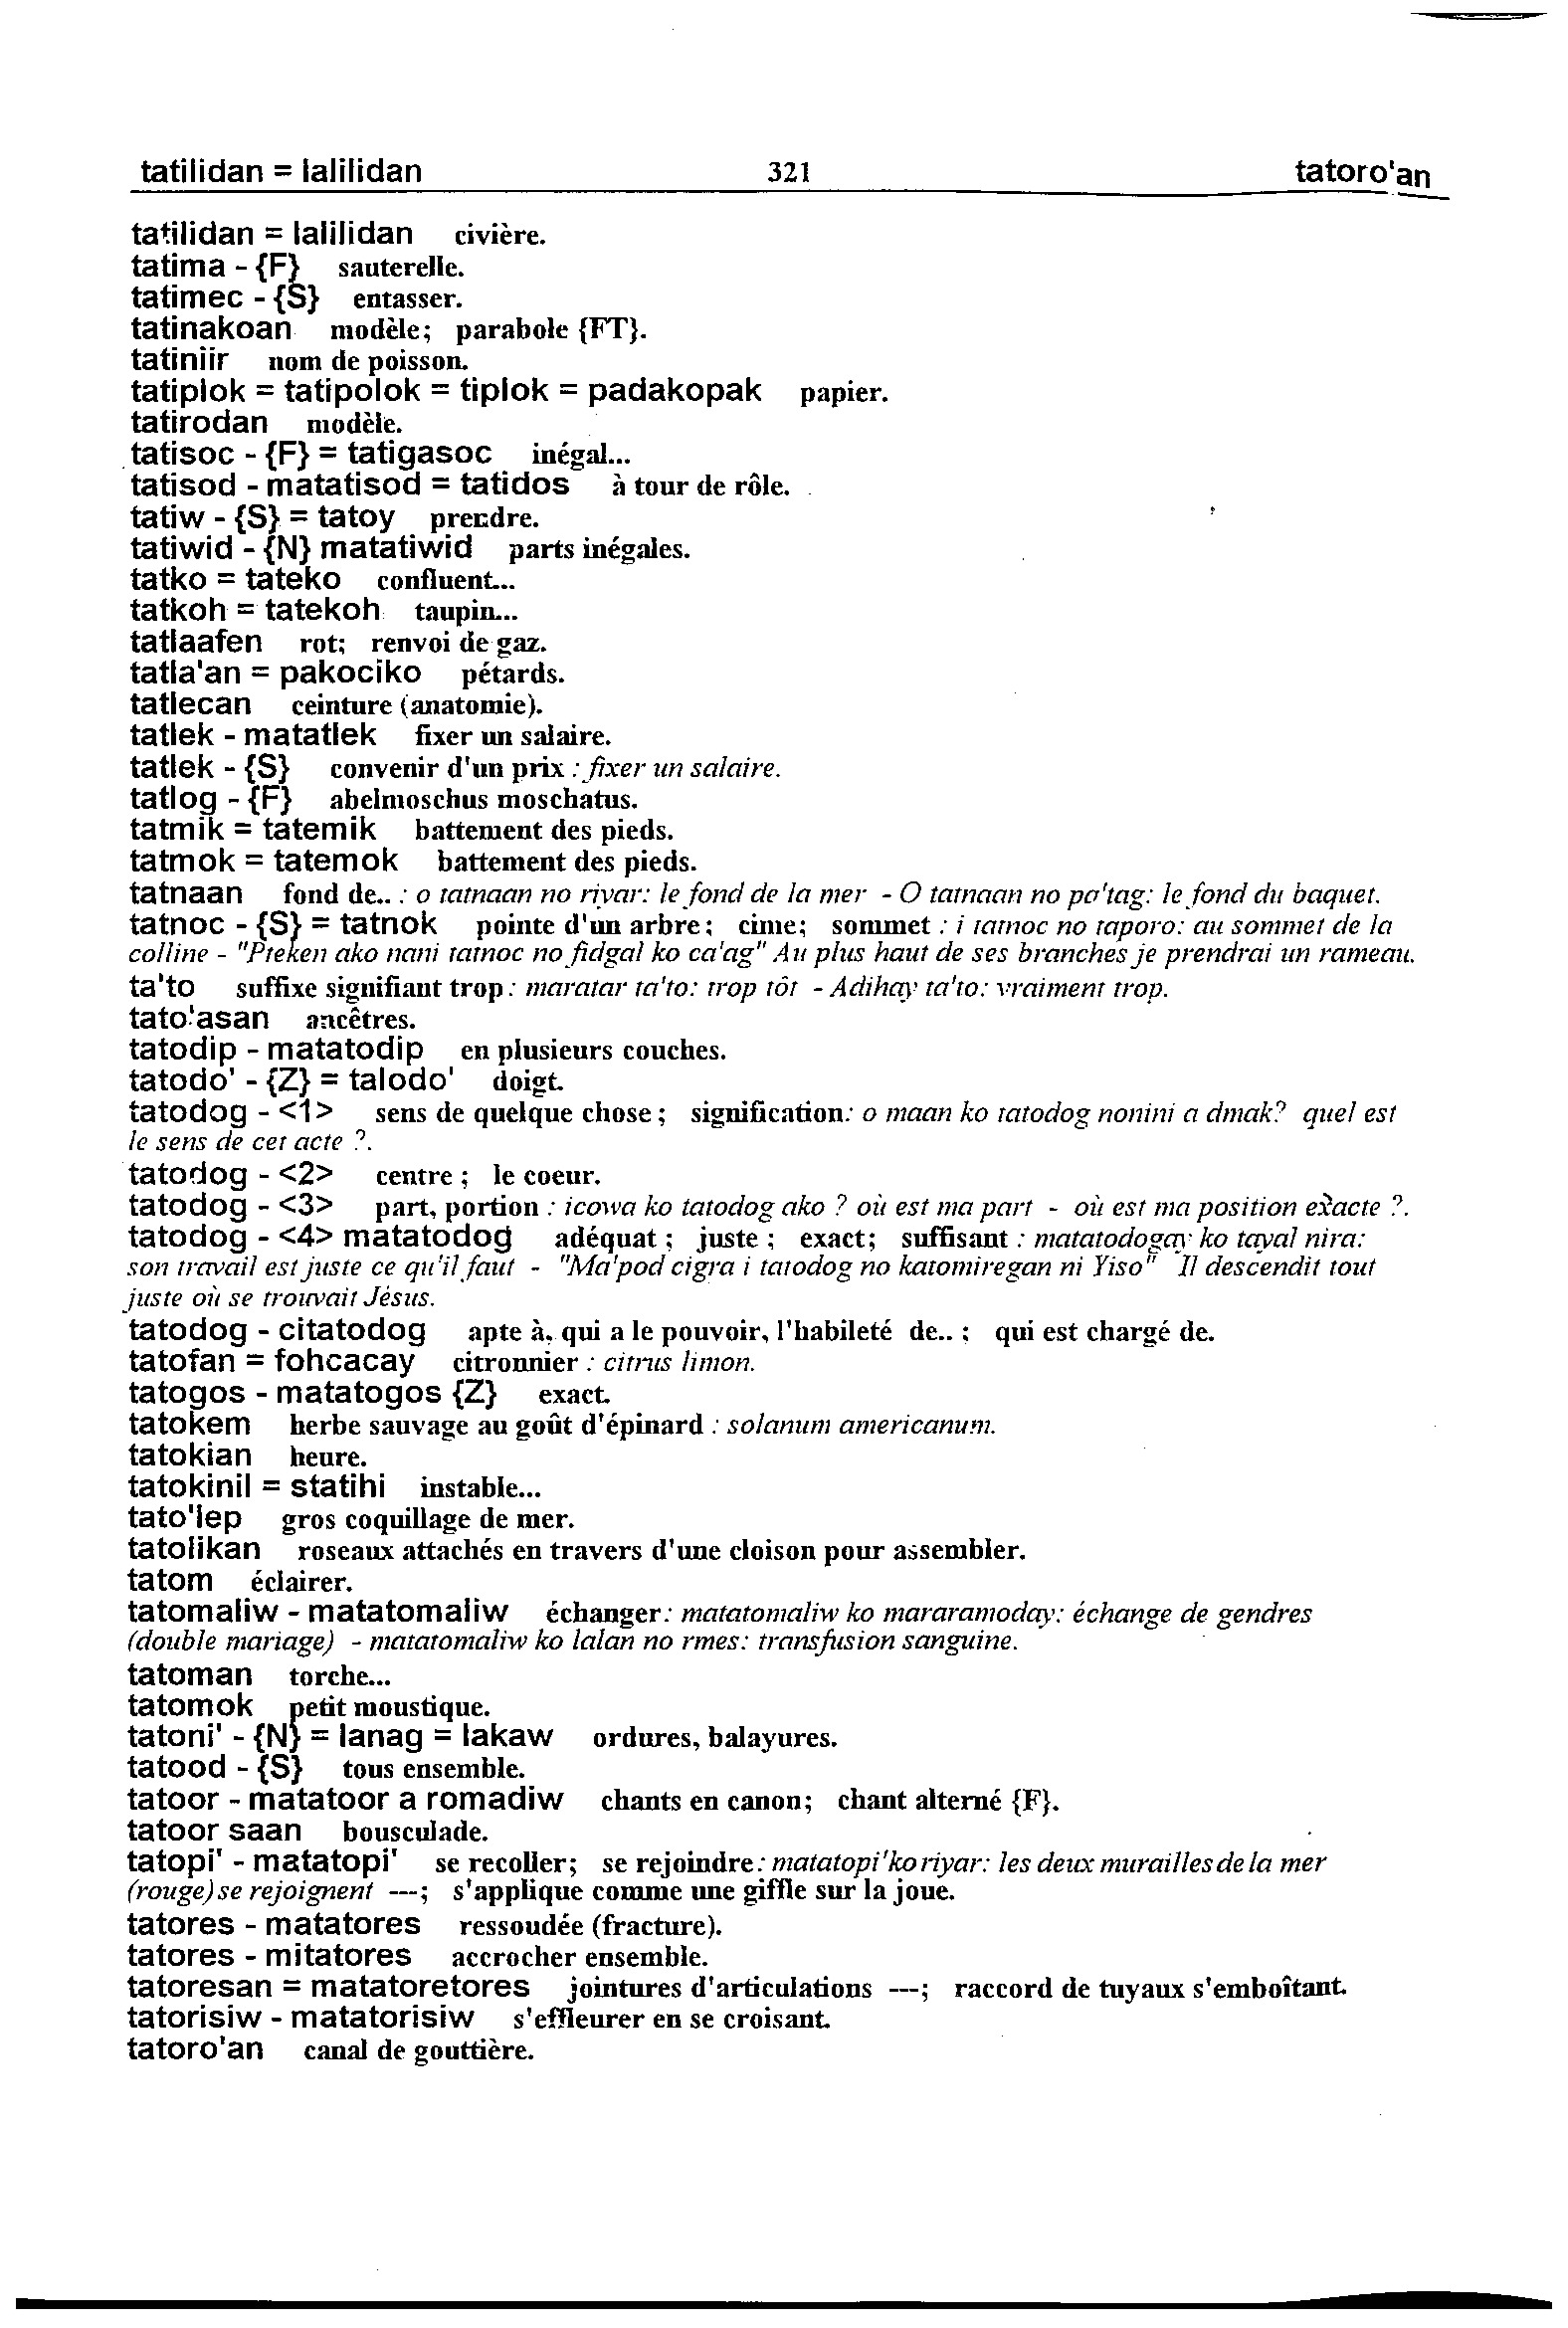 tatilidan = lalilidan 321 tatoro'an
tatilidan = lalilidan civière.
tatima - {F} sauterelle.
tatimec - {S} entasser.
tatinakoan modèle; parabole {FT}.
tatiniir nom de poisson.
tatiplok = tatipolok = tiplok = padakopak papier.
tatirodan modèle.
tatisoc - {F} = tatigasoc inégal...
tatisod - matatisod = tatidos à tour de rôle.
tatiw - {S} = tatoy prendre.
tatiwid - {N} matatiwid parts inégales.
tatko = tateko confluent...
tatkoh = tatekoh taupin...
tatlaafen rot; renvoi de gaz.
tatla'an = pakociko pétards.
tatlecan ceinture (anatomie).
tatlek - matatlek fixer un salaire.
tatlek - {S} convenir d'un prix : fixer un salaire.
tatlog - {F} abelmoschus moschatus.
tatmik = tatemik battement des pieds.
tatmok = tatemok battement des pieds.
tatnaan fond de.. : o tatnaan no riyar: le fond de la mer - O tatnaan no pa'tag: le fond du baquet.
tatnoc - {S} = tatnok pointe d'un arbre; cime; sommet : i tatnoc no taporo: au sommet de la
colline - "Pteken ako nani tatnoc no fidgal ko ca'ag" Au plus haut de ses branches je prendrai un rameau.
ta'to suffixe signifiant trop : maratar ta'to: trop tôt - Adihay ta'to: vraiment trop.
tato'asan ancêtres.
tatodip - matatodip en plusieurs couches.
tatodo' - {Z} = talodo' doigt.
tatodog - <1> sens de quelque chose; signification: o maan ko tatodog nonini a dmak? quel est
le sens de cet acte ?.
tatodog - <2> centre ; le coeur.
tatodog - <3> part, portion : icowa ko tatodog ako ? où est ma part - où est ma position exacte ?.
tatodog - <4> matatodog adéquat ; juste ; exact; suffisant : matatodogay ko tayal nira:
son travail est juste ce qu'il faut - "Ma'pod cigra i tatodog no katomiregan ni Yiso" Il descendit tout
juste où se trouvait Jésus.
tatodog - citatodog apte à, qui a le pouvoir, l'habileté de.. ; qui est chargé de.
tatofan = fohcacay citronnier : citrus limon.
tatogos - matatogos {Z} exact.
tatokem herbe sauvage au goût d'épinard : solanum americanum.
tatokian heure.
tatokinil = statihi instable...
tato'lep gros coquillage de mer.
tatolikan roseaux attachés en travers d'une cloison pour assembler.
tatom éclairer.
tatomaliw - matatomaliw échanger: matatomaliw ko mararamoday: échange de gendres
(double mariage) - matatomaliw ko lalan no rmes: transfusion sanguine.
tatoman torche...
tatomok petit moustique.
tatoni' - {N} = lanag = lakaw ordures, balayures.
tatood - {S} tous ensemble.
tatoor - matatoor a romadiw chants en canon; chant alterné {F}.
tatoor saan bousculade.
tatopi' - matatopi' se recoller; se rejoindre: matatopi' ko riyar: les deux murailles de la mer
(rouge) se rejoignent ---; s'applique comme une giffle sur la joue.
tatores - matatores ressoudée (fracture).
tatores - mitatores accrocher ensemble.
tatoresan = matatoretores jointures d'articulations ---; raccord de tuyaux s'emboîtant.
tatorisiw - matatorisiw s'effleurer en se croisant.
tatoro'an canal de gouttière.